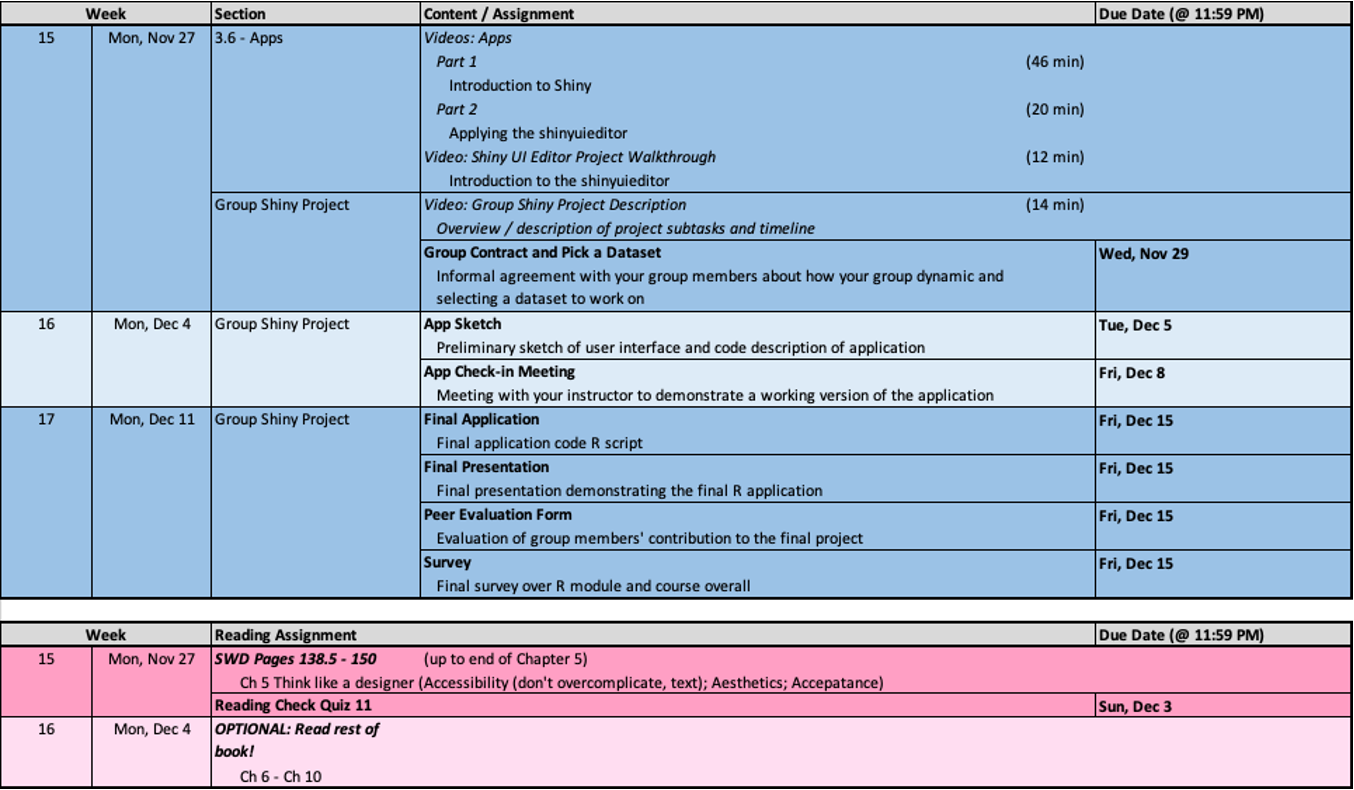 Week Section Content / Assignment Due Date (@ 11:59 PM)
15 Mon, Nov 27 3.6 - Apps Videos: Apps
Part 1 (46 min)
Introduction to Shiny
Part 2 (20 min)
Applying the shinyuieditor
Video: Shiny UI Editor Project Walkthrough (12 min)
Introduction to the shinyuieditor
Group Shiny Project Video: Group Shiny Project Description (14 min)
Overview / description of project subtasks and timeline
Group Contract and Pick a Dataset Wed, Nov 29
Informal agreement with your group members about how your group dynamic and
selecting a dataset to work on
16 Mon, Dec 4 Group Shiny Project App Sketch Tue, Dec 5
Preliminary sketch of user interface and code description of application
App Check-in Meeting Fri, Dec 8
Meeting with your instructor to demonstrate a working version of the application
17 Mon, Dec 11 Group Shiny Project Final Application Fri, Dec 15
Final application code R script
Final Presentation Fri, Dec 15
Final presentation demonstrating the final R application
Peer Evaluation Form Fri, Dec 15
Evaluation of group members' contribution to the final project
Survey Fri, Dec 15
Final survey over R module and course overall
Week Reading Assignment Due Date (@ 11:59 PM)
15 Mon, Nov 27 SWD Pages 138.5 - 150 (up to end of Chapter 5)
Ch 5 Think like a designer (Accessibility (don't overcomplicate, text); Aesthetics; Accepatance)
Reading Check Quiz 11 Sun, Dec 3
16 Mon, Dec 4 OPTIONAL: Read rest of
book!
Ch 6 - Ch 10